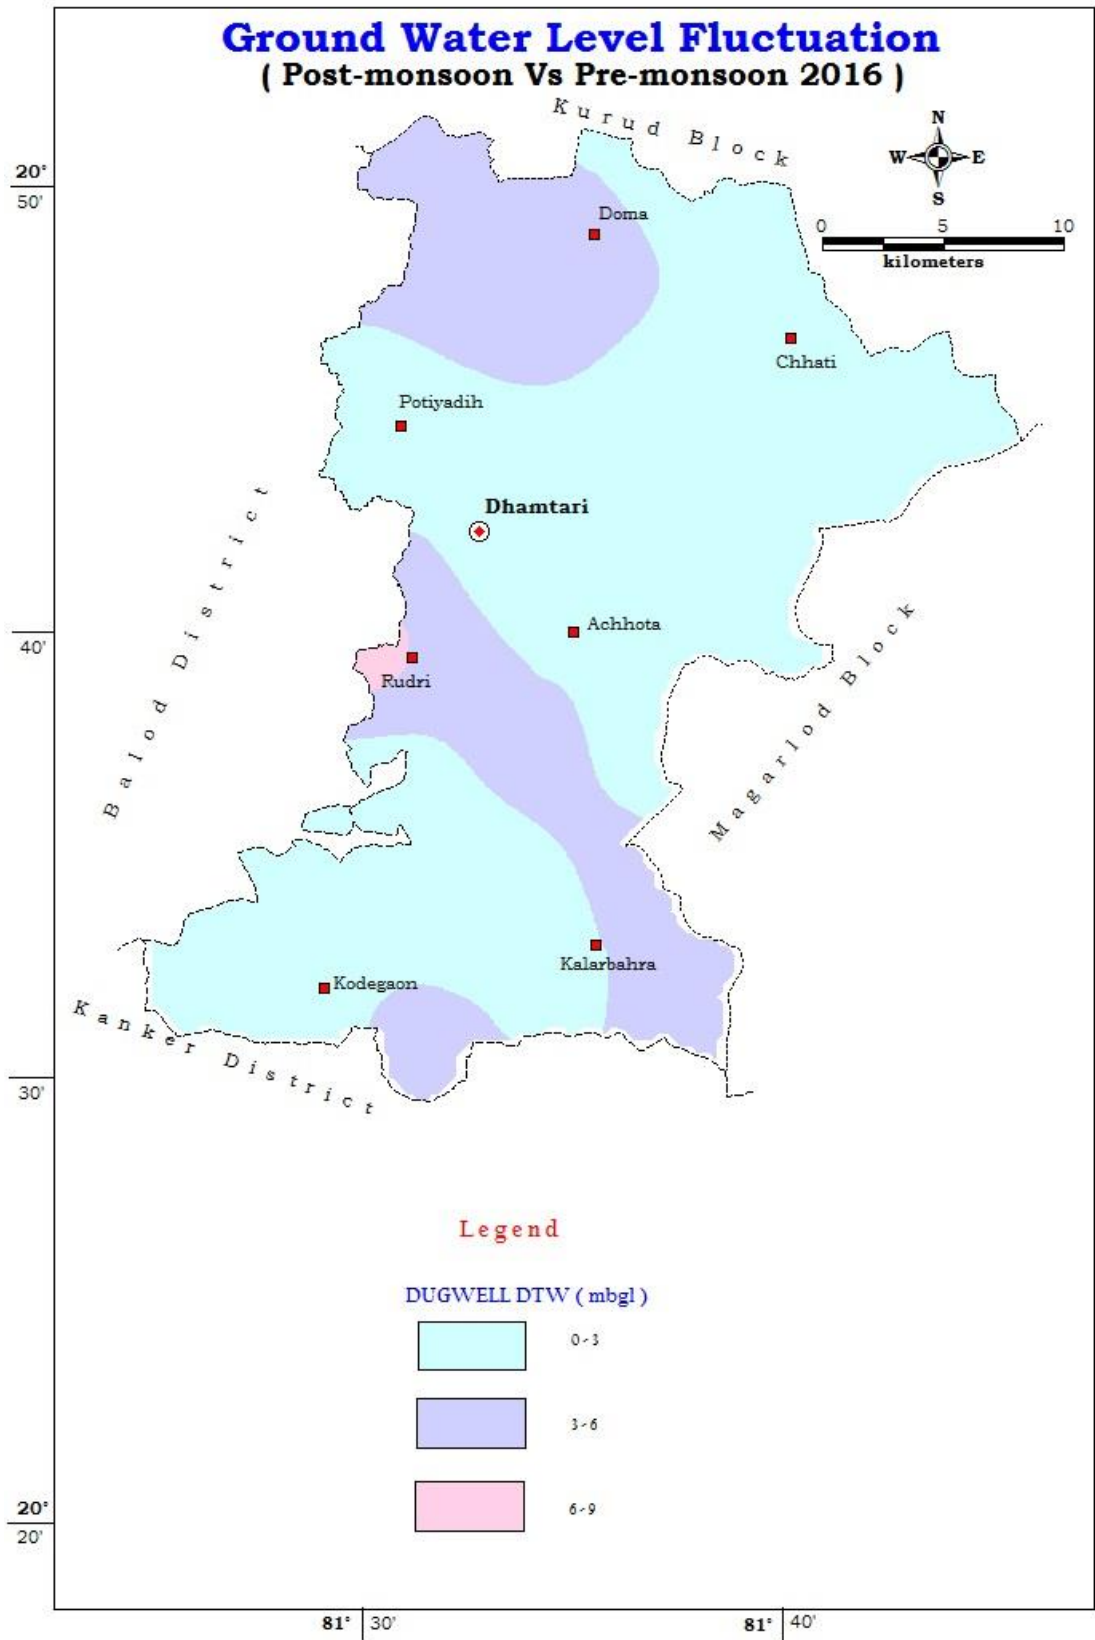 Ground Water Level Fluctuation
( Post-monsoon Vs Pre-monsoon 2016 )
Kurud Block
N
W E
S
20°
50'
0 5 10
kilometers
Doma
Chhati
Potiyadih
Dhamtari
Balod District
Achhota
40'
Rudri
Magarlod Block
Kalarbahra
Kodegaon
Kanker District
30'
Legend
DUGWELL DTW ( mbgl )
0-3
3-6
6-9
20°
20'
81° 30'
81° 40'